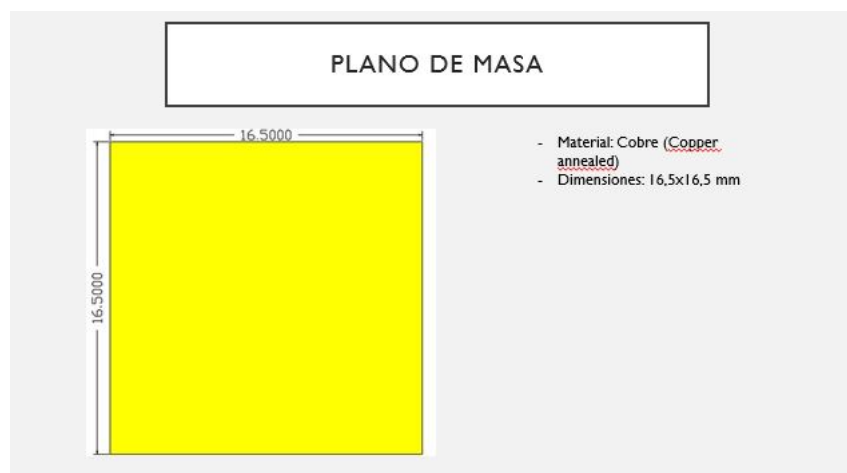 PLANO DE MASA
16.5000
16.5000
- Material: Cobre (Copper
annealed)
- Dimensiones: 16,5x16,5 mm